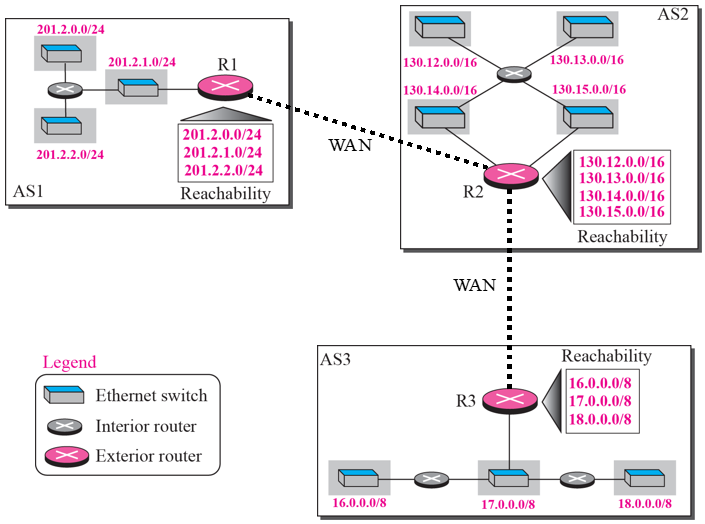 201.2.0.0/24
201.2.1.0/24
R1
201.2.2.0/24
201.2.0.0/24
201.2.1.0/24
201.2.2.0/24
Reachability
AS1
WAN
AS2
130.12.0.0/16
130.13.0.0/16
130.14.0.0/16
130.15.0.0/16
R2
130.12.0.0/16
130.13.0.0/16
130.14.0.0/16
130.15.0.0/16
Reachability
WAN
AS3
Reachability
R3
16.0.0.0/8
17.0.0.0/8
18.0.0.0/8
16.0.0.0/8
17.0.0.0/8
18.0.0.0/8
Legend
Ethernet switch
Interior router
Exterior router